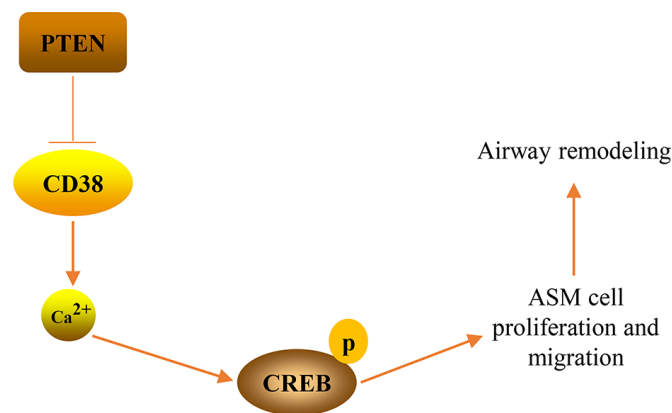 PTEN
CD38
Ca²⁺
p
CREB
ASM cell
proliferation and
migration
Airway remodeling